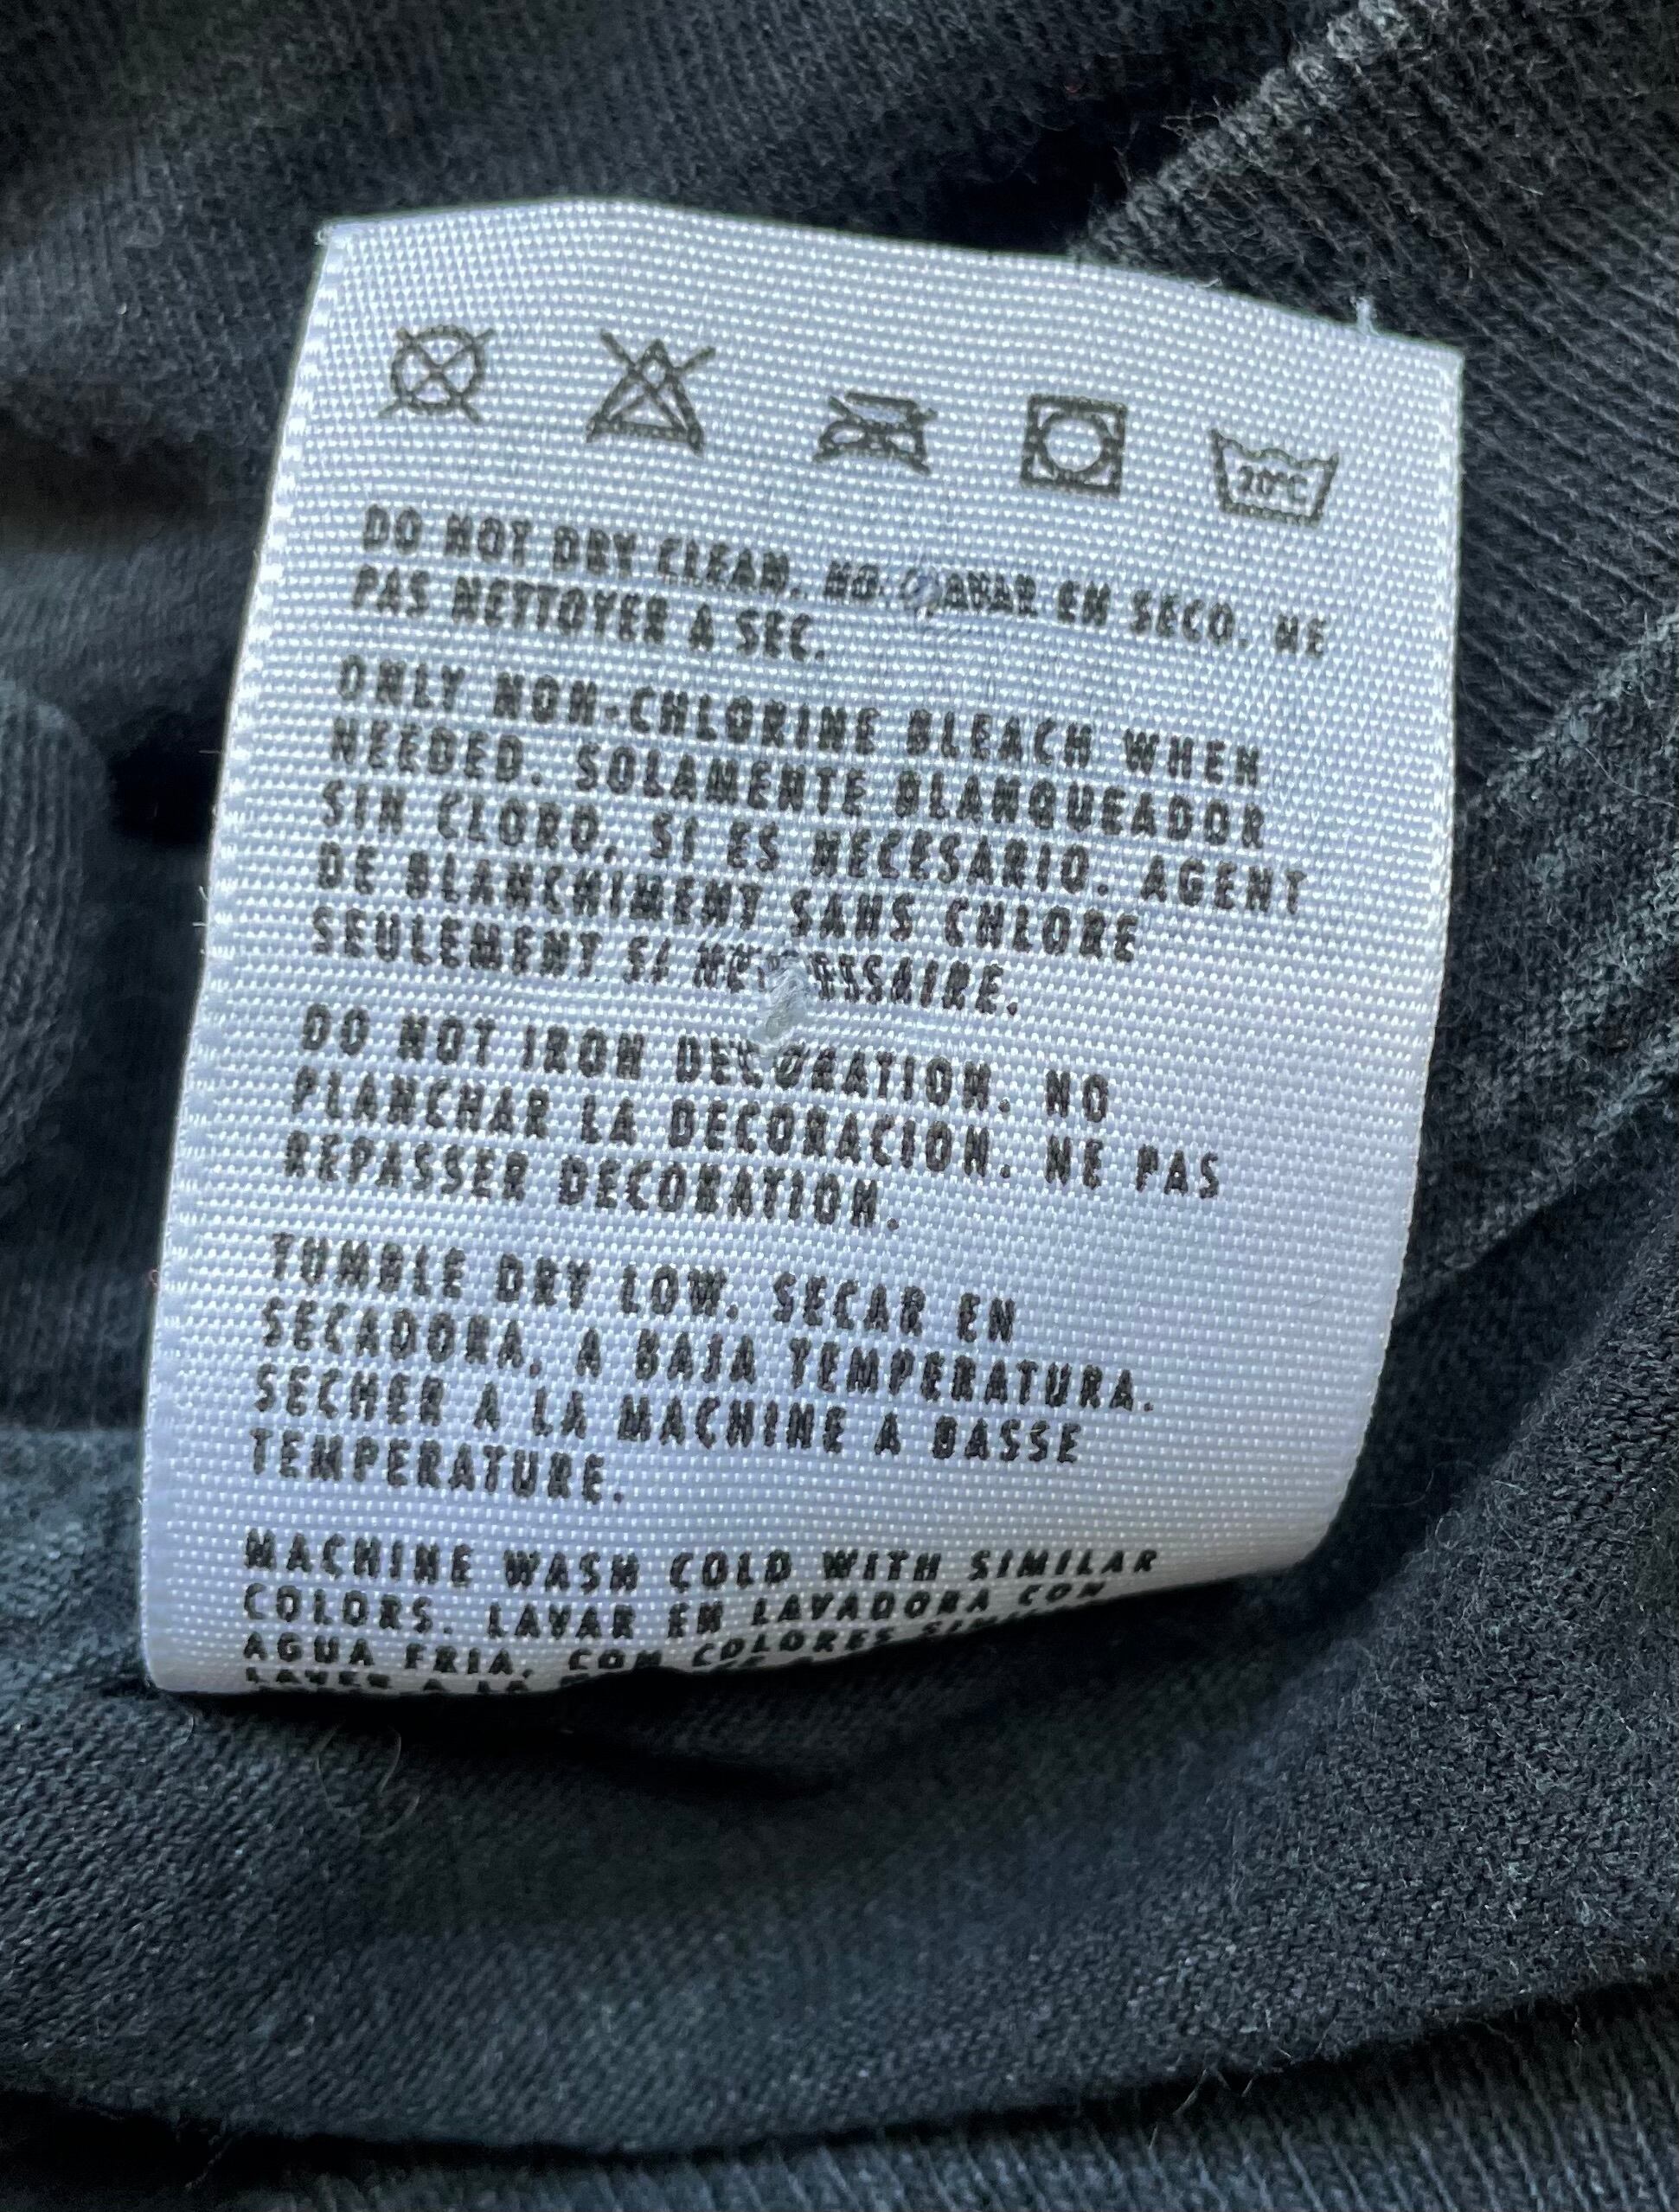 20°C
DO NOT DRY CLEAN. NO LAVAR EN SECO. NE
PAS NETTOYER A SEC.
ONLY NON-CHLORINE BLEACH WHEN
NEEDED. SOLAMENTE BLANQUEADOR
SIN CLORO, SI ES NECESARIO. AGENT
DE BLANCHIMENT SANS CHLORE
SEULEMENT SI NECESSAIRE.
DO NOT IRON DECORATION. NO
PLANCHAR LA DECORACION. NE PAS
REPASSER DECORATION.
TUMBLE DRY LOW. SECAR EN
SECADORA, A BAJA TEMPERATURA.
SECHER A LA MACHINE A BASSE
TEMPERATURE.
MACHINE WASH COLD WITH SIMILAR
COLORS. LAVAR EN LAVADORA CON
AGUA FRIA, CON COLORES
LAVER A LA